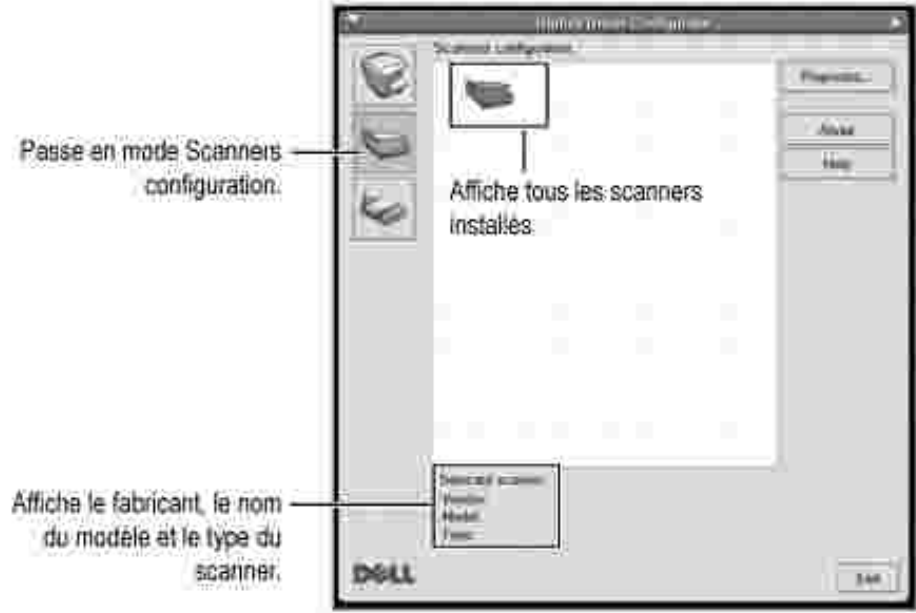 Scanners configuration
Properties...
About
Help
Passe en mode Scanners
configuration.
Affiche tous les scanners
installés
Selected scanner:
Vendor:
Model:
Type:
Affiche le fabricant, le nom
du modèle et le type du
scanner.
DELL
Exit